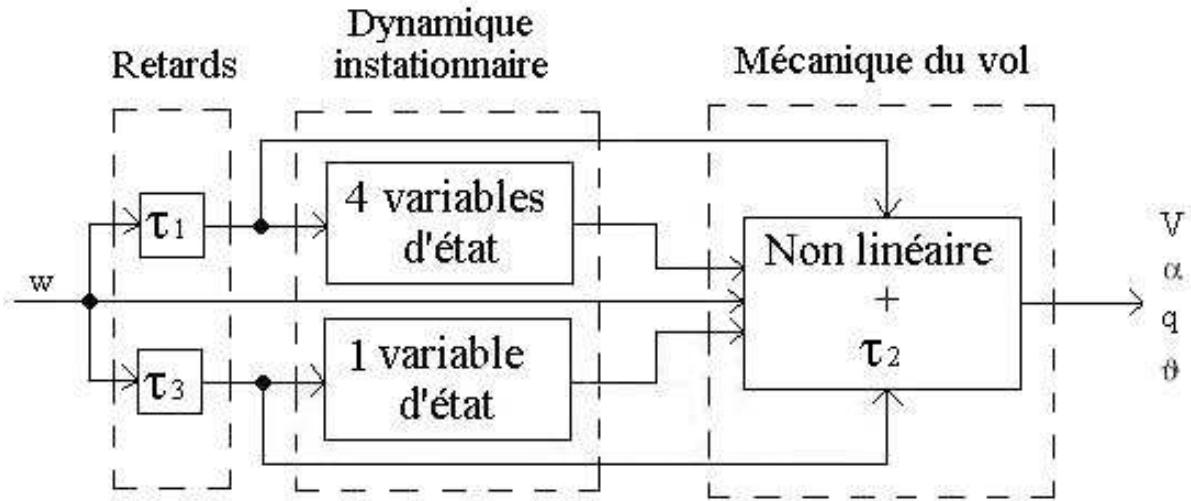 Retards
Dynamique
instationnaire
Mécanique du vol
w
τ1
τ3
4 variables
d'état
1 variable
d'état
Non linéaire
+
τ2
V
α
q
ϑ